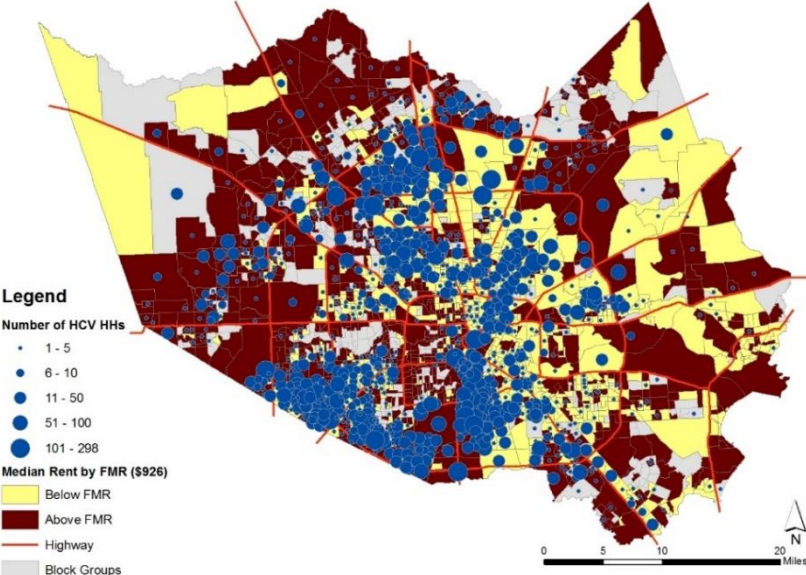 Legend
Number of HCV HHs
1 - 5
6 - 10
11 - 50
51 - 100
101 - 298
Median Rent by FMR ($926)
Below FMR
Above FMR
Highway
Block Groups
N
0 5 10 20
Miles